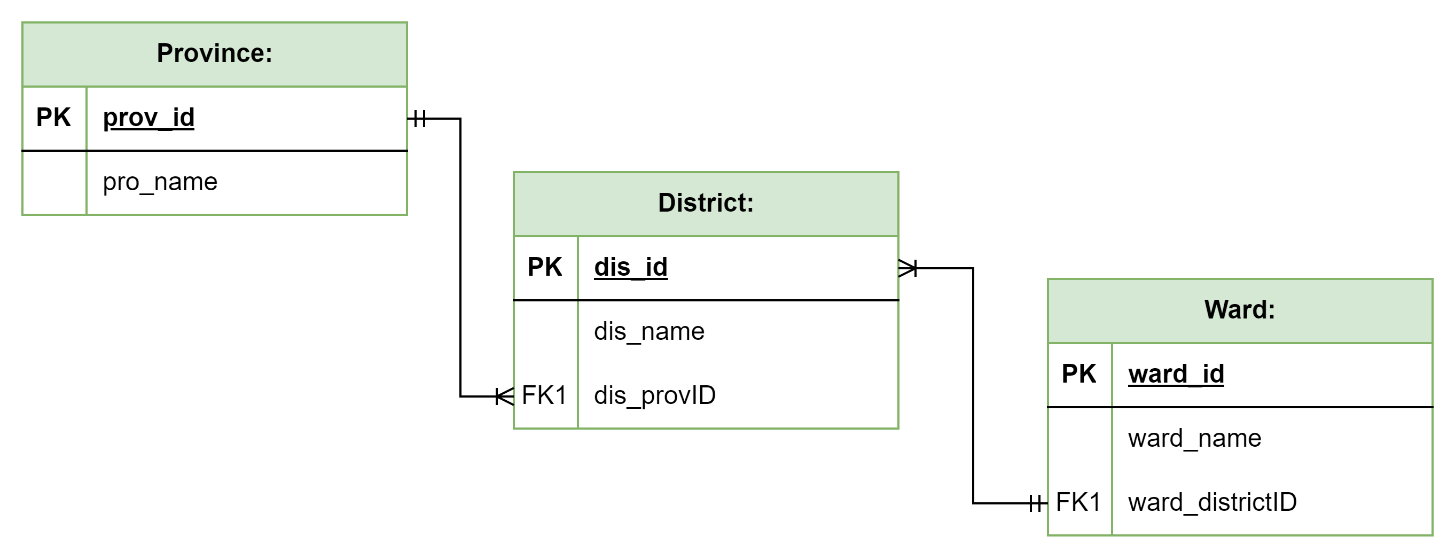 Province:
PK prov_id
pro_name
District:
PK dis_id
dis_name
FK1 dis_provID
Ward:
PK ward_id
ward_name
FK1 ward_districtID